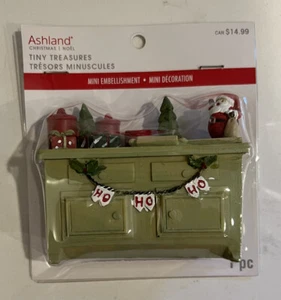 Ashland®
CAN $14.99
CHRISTMAS | NOËL
TINY TREASURES
TRÉSORS MINUSCULES
MINI EMBELLISHMENT • MINI DÉCORATION
HO HO HO
1 pc